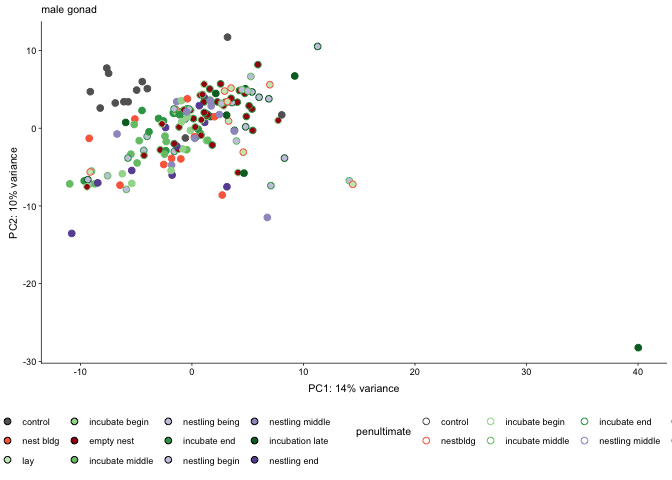 male gonad
10
0
-10
-20
-30
PC2: 10% variance
-10
0
10
20
30
40
PC1: 14% variance
control
incubate begin
nestling being
nestling middle
nest bldg
empty nest
incubate end
incubation late
lay
incubate middle
nestling begin
nestling end
penultimate
control
incubate begin
incubate end
nestbldg
incubate middle
nestling middle